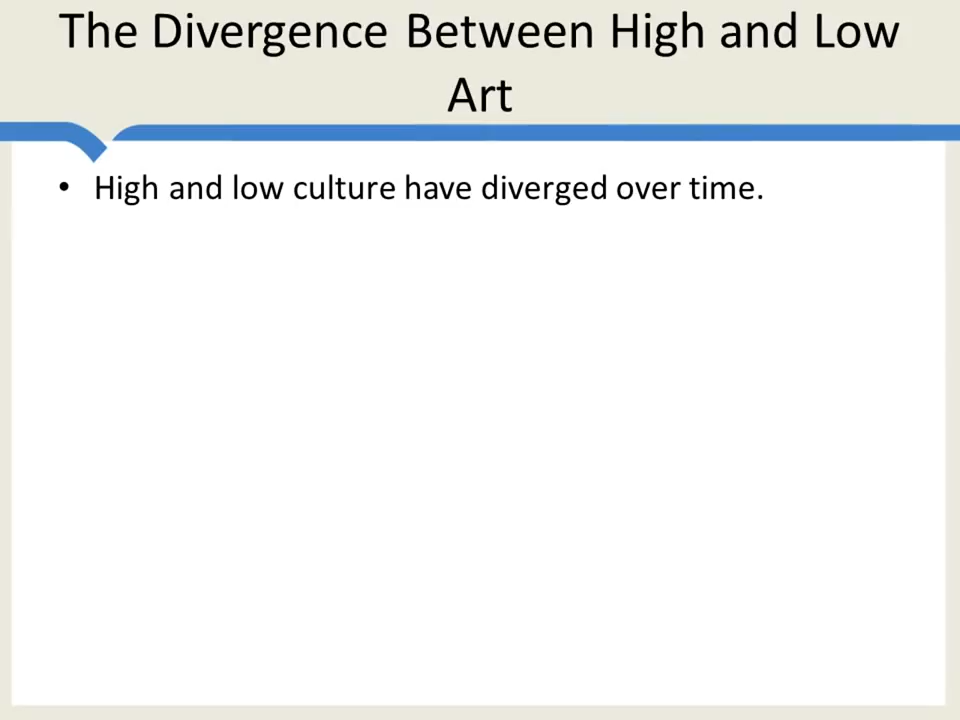 The Divergence Between High and Low
Art
• High and low culture have diverged over time.